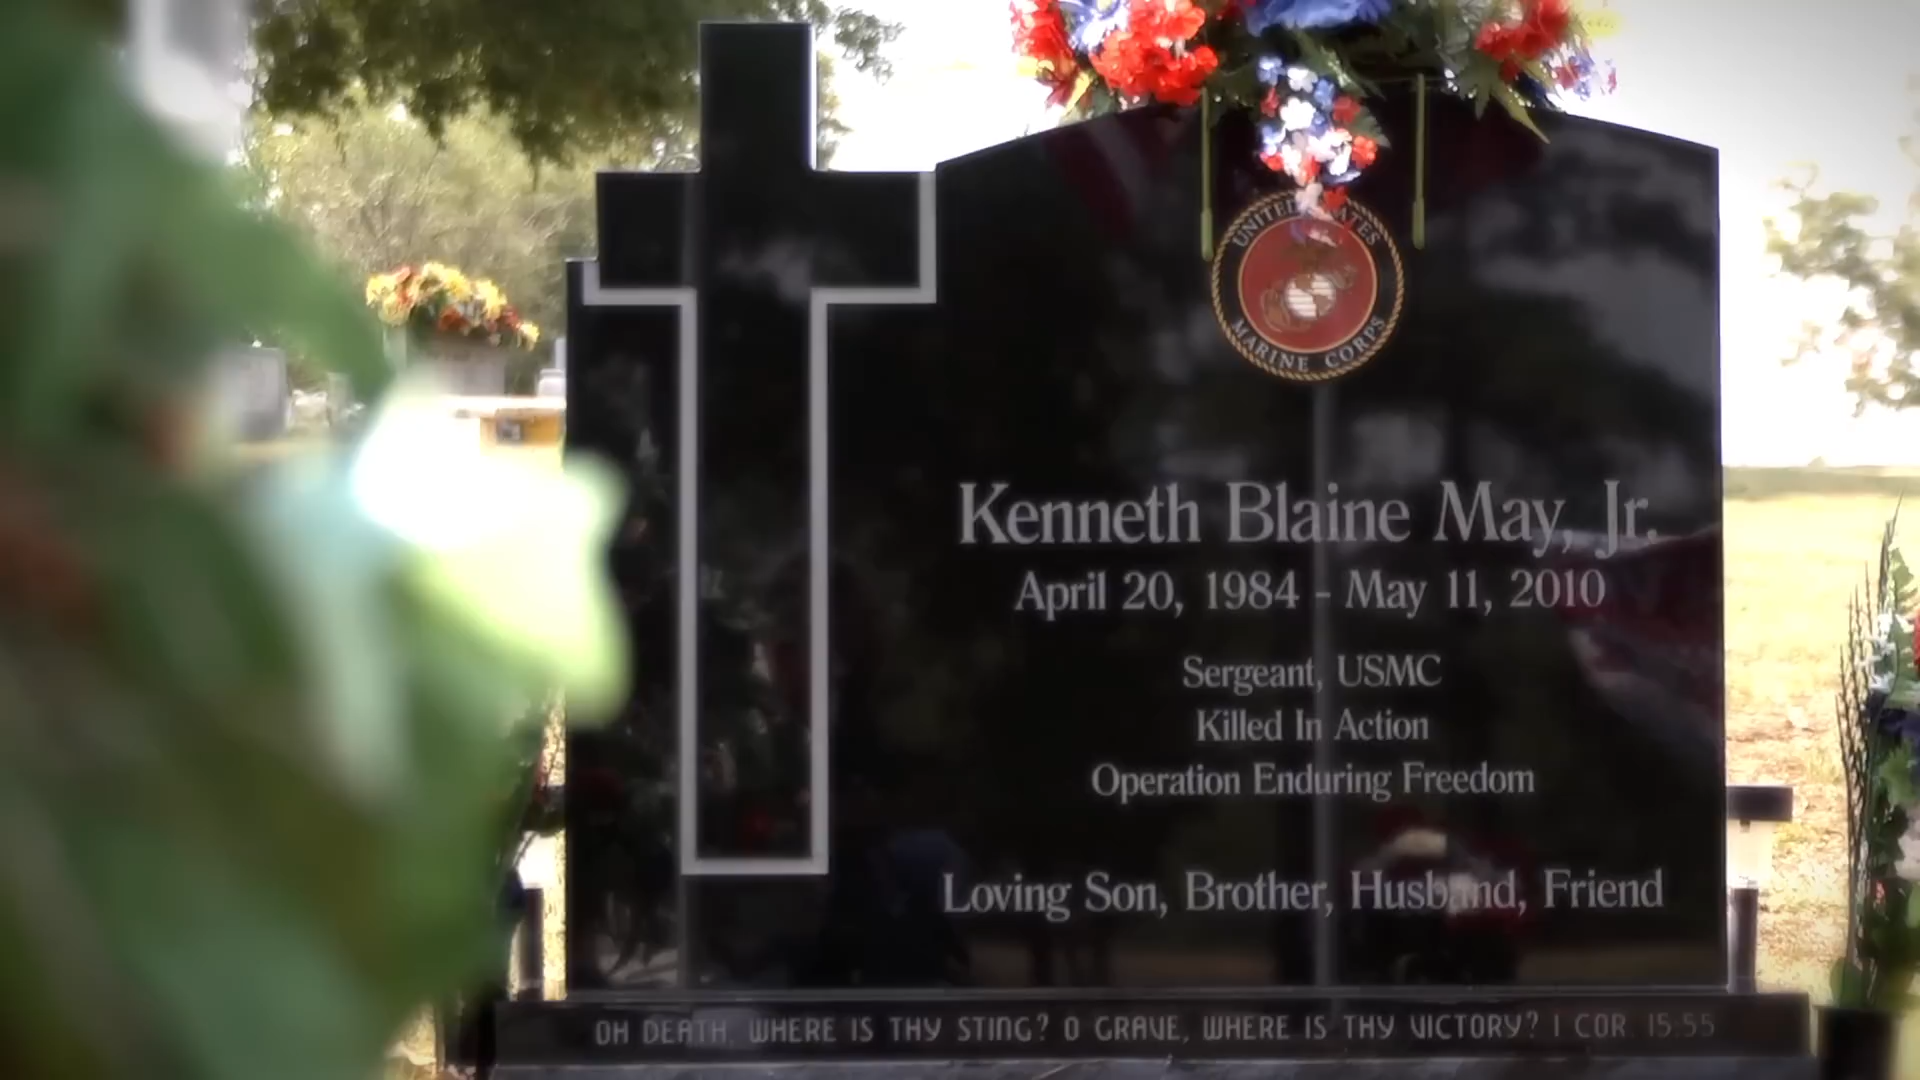 UNITED STATES
MARINE CORPS
Kenneth Blaine May, Jr.
April 20, 1984 - May 11, 2010
Sergeant, USMC
Killed In Action
Operation Enduring Freedom
Loving Son, Brother, Husband, Friend
OH DEATH, WHERE IS THY STING? O GRAVE, WHERE IS THY VICTORY? I COR. 15:55